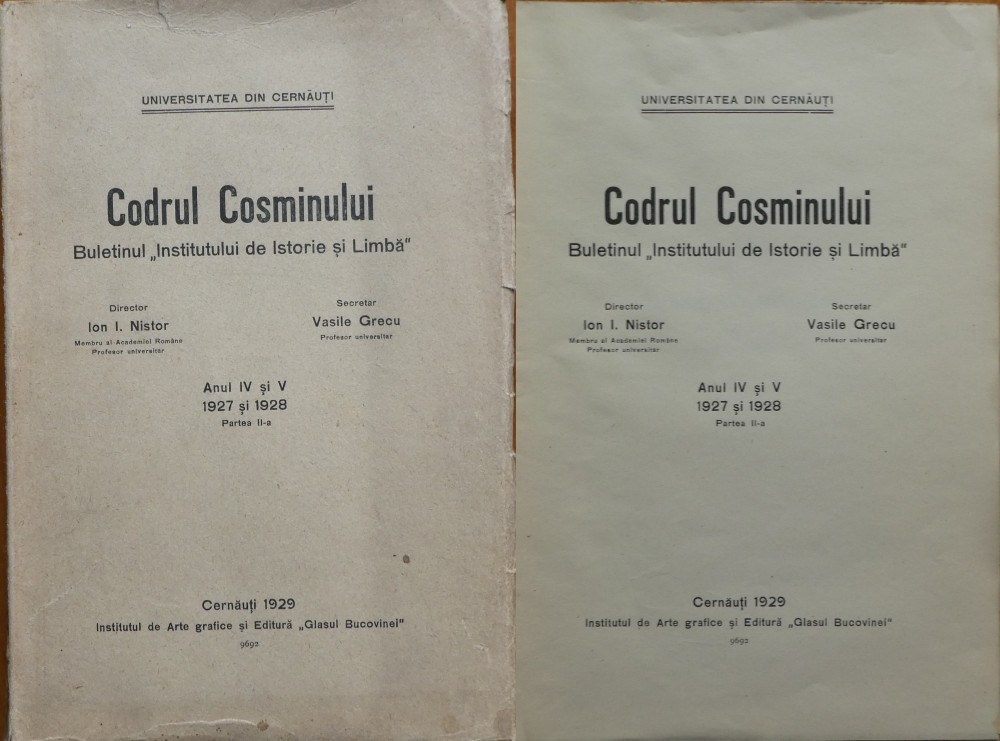 UNIVERSITATEA DIN CERNĂUȚI
Codrul Cosminului
Buletinul „Institutului de Istorie și Limbă“
Director
Ion I. Nistor
Membru al Academiei Române
Profesor universitar
Secretar
Vasile Grecu
Profesor universitar
Anul IV și V
1927 și 1928
Partea II-a
Cernăuți 1929
Institutul de Arte grafice și Editură „Glasul Bucovinei“
9692
UNIVERSITATEA DIN CERNĂUȚI
Codrul Cosminului
Buletinul „Institutului de Istorie și Limbă“
Director
Ion I. Nistor
Membru al Academiei Române
Profesor universitar
Secretar
Vasile Grecu
Profesor universitar
Anul IV și V
1927 și 1928
Partea II-a
Cernăuți 1929
Institutul de Arte grafice și Editură „Glasul Bucovinei“
9692